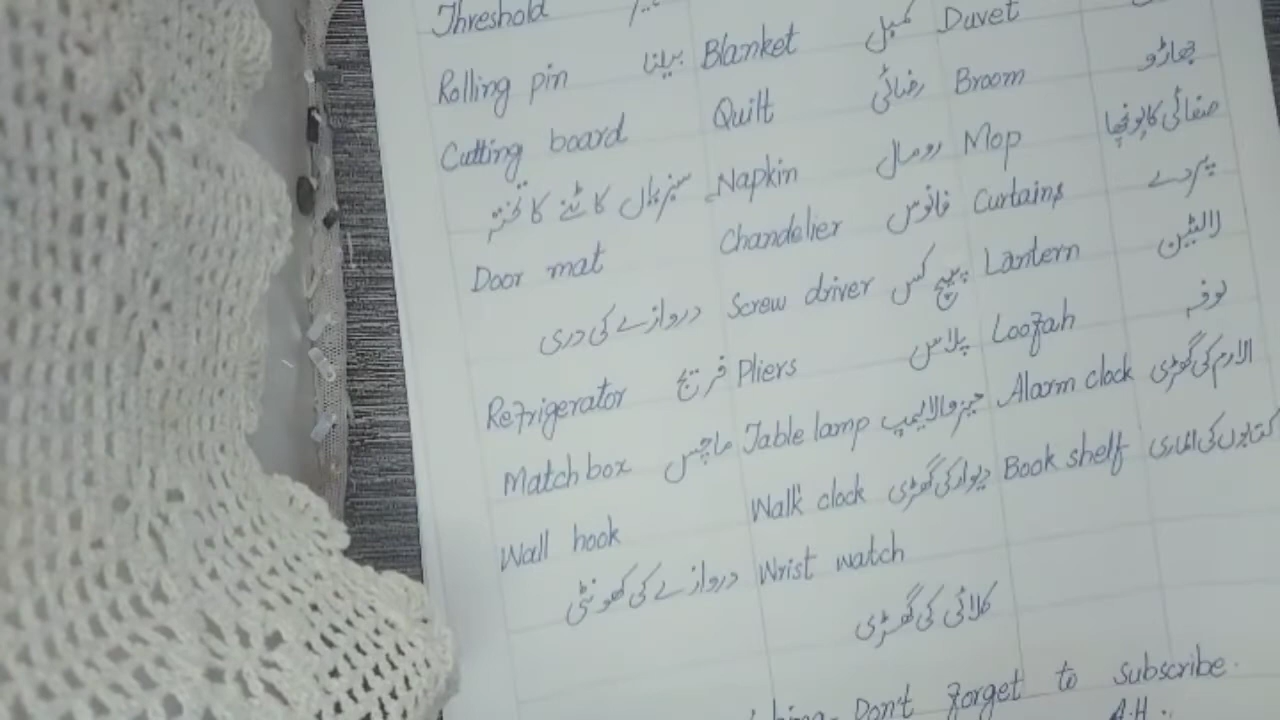 Threshold
Duvet
Rolling pin بیلنا Blanket کمبل
Cutting board Quilt رضائی Broom جھاڑو
سبزیاں کاٹنے کا تختہ Napkin رومال Mop صفائی کا پونچھا
Door mat Chandelier فانوس Curtains پردے
دروازے کی دری Screw driver پیچ کس Lantern لالٹین
Refrigerator فریج Pliers پلاس Loofah لوفہ
Matchbox ماچس Table lamp میز والا لیمپ Alarm clock الارم کی گھڑی
Wall hook Walk clock دیوار کی گھڑی Book shelf کتابوں کی الماری
دروازے کی کھونٹی Wrist watch
کلائی کی گھڑی
Don't forget to subscribe.
A.H.